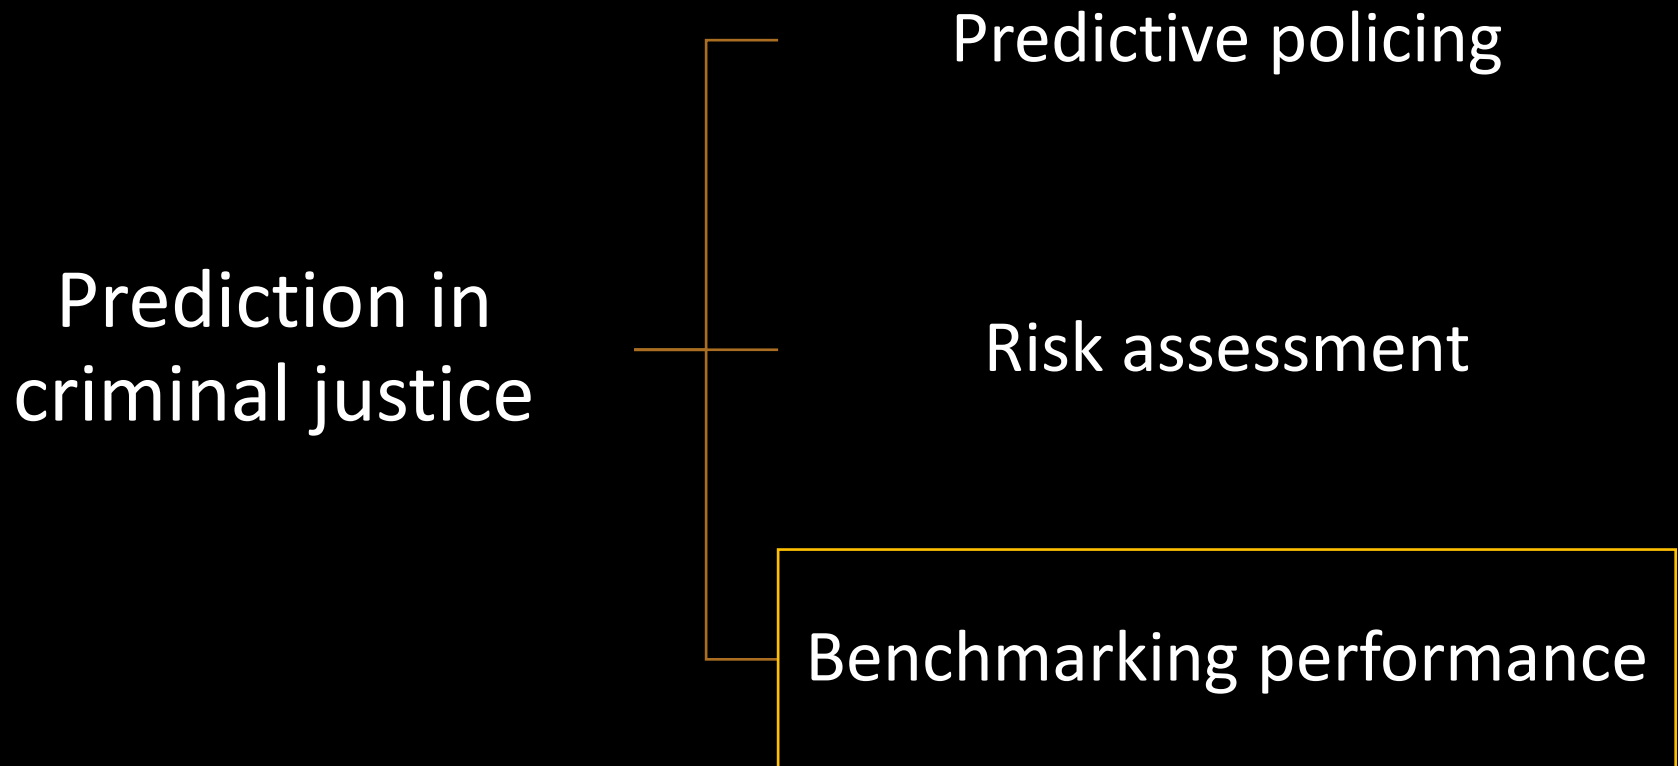 Prediction in
criminal justice
Predictive policing
Risk assessment
Benchmarking performance